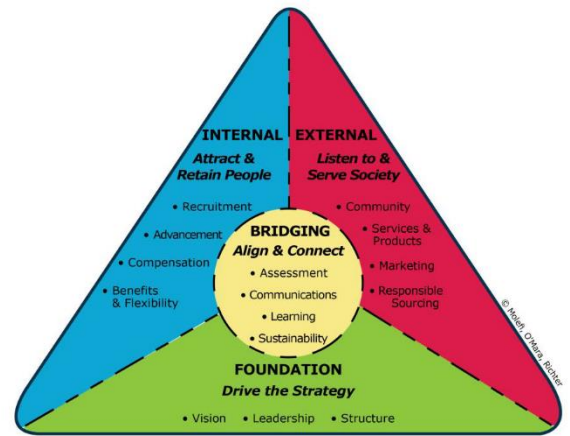 INTERNAL
Attract &
Retain People
• Recruitment
• Advancement
• Compensation
• Benefits
& Flexibility
EXTERNAL
Listen to &
Serve Society
• Community
• Services &
Products
• Marketing
• Responsible
Sourcing
BRIDGING
Align & Connect
• Assessment
• Communications
• Learning
• Sustainability
FOUNDATION
Drive the Strategy
• Vision • Leadership • Structure
© Molefi, O'Mara, Richter